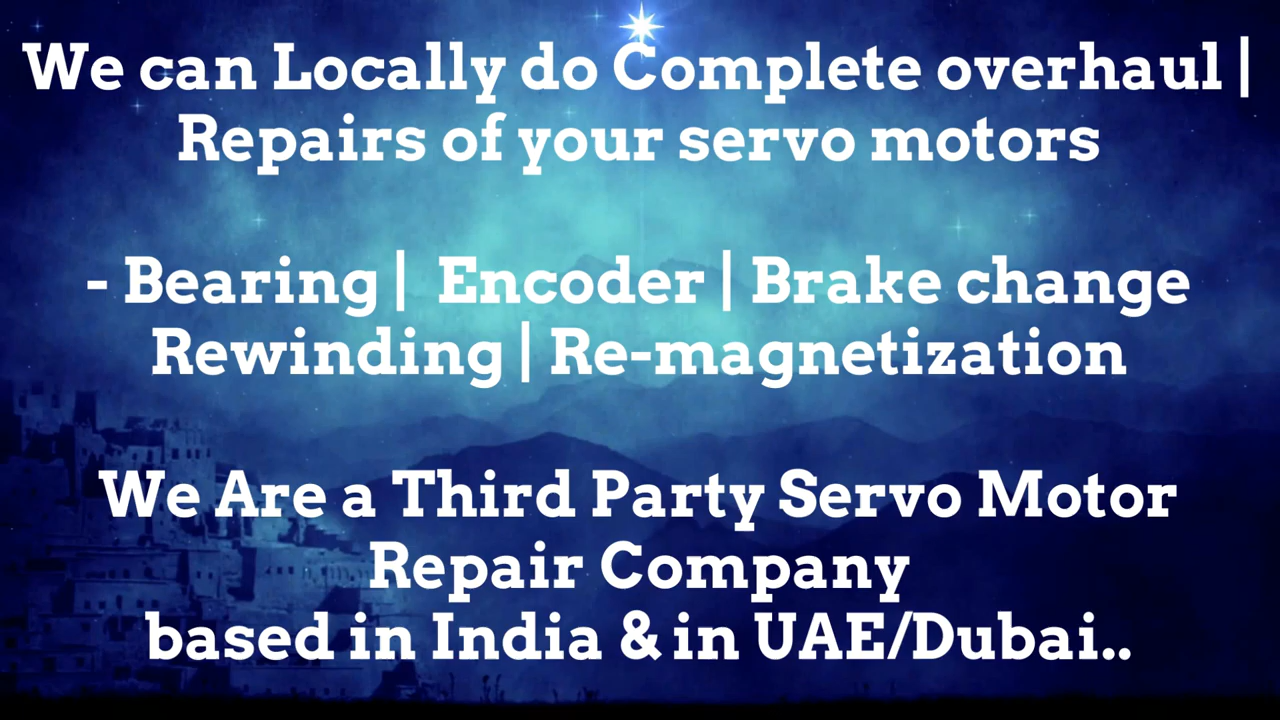 We can Locally do Complete overhaul |
Repairs of your servo motors
- Bearing |  Encoder | Brake change
Rewinding | Re-magnetization
We Are a Third Party Servo Motor
Repair Company
based in India & in UAE/Dubai..